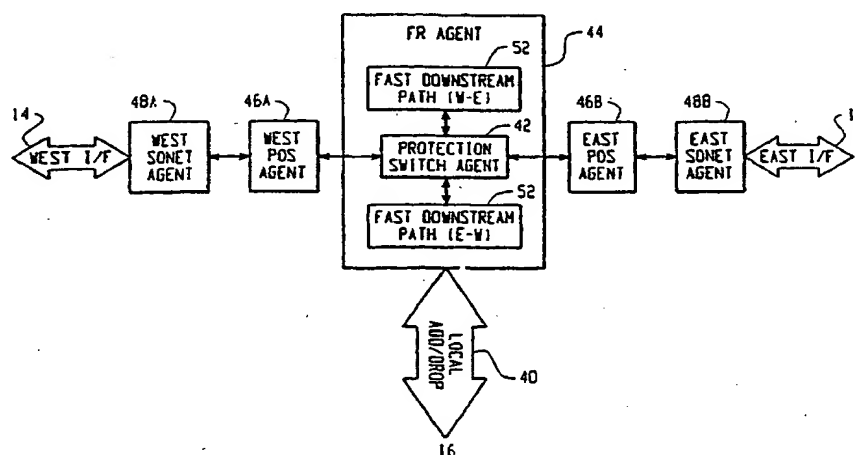 FR AGENT
44
52
FAST DOWNSTREAM
PATH (W-E)
14
48A
46A
42
46B
48B
WEST I/F
WEST
SONET
AGENT
WEST
POS
AGENT
PROTECTION
SWITCH AGENT
EAST
POS
AGENT
EAST
SONET
AGENT
EAST I/F
52
FAST DOWNSTREAM
PATH (E-W)
LOCAL
ADD/DROP
40
16